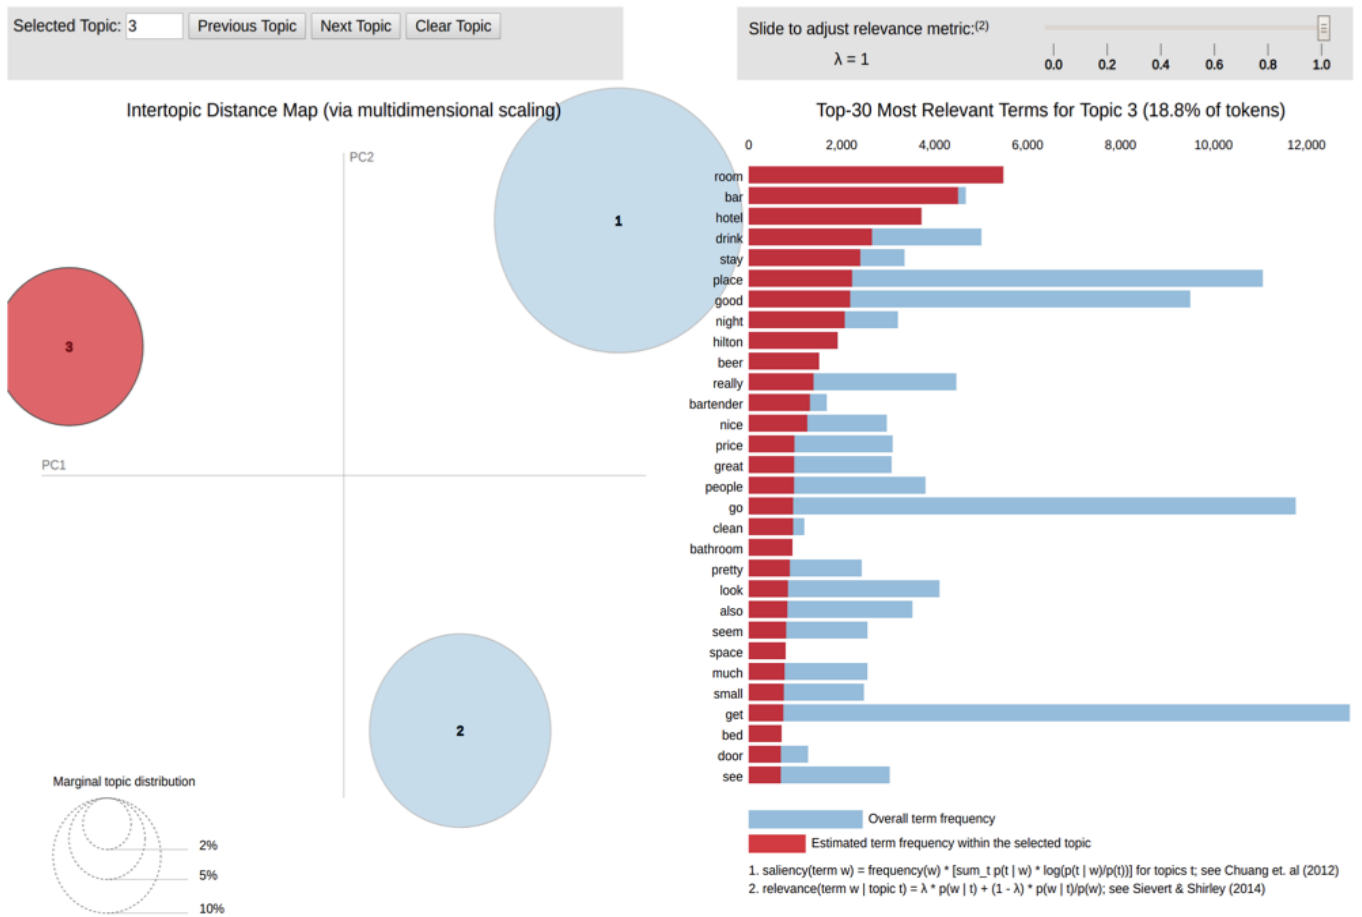 Selected Topic: 3 Previous Topic Next Topic Clear Topic
Slide to adjust relevance metric:(2)
λ = 1
0.0 0.2 0.4 0.6 0.8 1.0
Intertopic Distance Map (via multidimensional scaling)
PC2
PC1
1
3
2
Marginal topic distribution
2%
5%
10%
Top-30 Most Relevant Terms for Topic 3 (18.8% of tokens)
0 2,000 4,000 6,000 8,000 10,000 12,000
room
bar
hotel
drink
stay
place
good
night
hilton
beer
really
bartender
nice
price
great
people
go
clean
bathroom
pretty
look
also
seem
space
much
small
get
bed
door
see
Overall term frequency
Estimated term frequency within the selected topic
1. saliency(term w) = frequency(w) * [sum_t p(t | w) * log(p(t | w)/p(t))] for topics t; see Chuang et. al (2012)
2. relevance(term w | topic t) = λ * p(w | t) + (1 - λ) * p(w | t)/p(w); see Sievert & Shirley (2014)